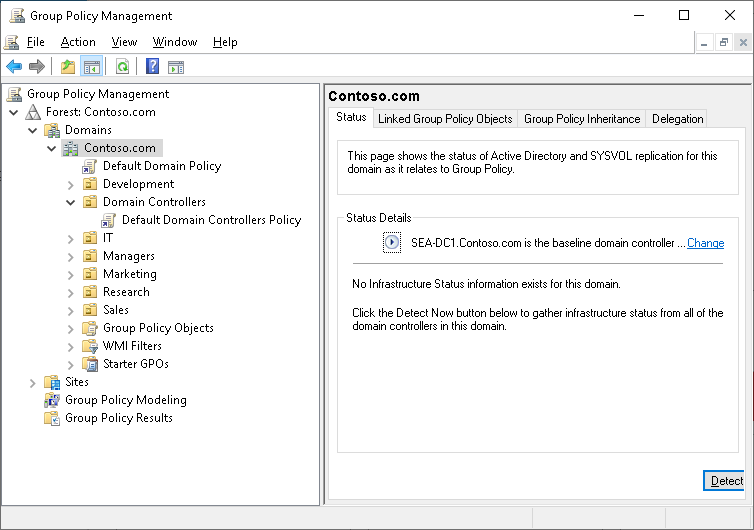 Group Policy Management
File Action View Window Help
Group Policy Management
Forest: Contoso.com
Domains
Contoso.com
Default Domain Policy
Development
Domain Controllers
Default Domain Controllers Policy
IT
Managers
Marketing
Research
Sales
Group Policy Objects
WMI Filters
Starter GPOs
Sites
Group Policy Modeling
Group Policy Results
Contoso.com
Status Linked Group Policy Objects Group Policy Inheritance Delegation
This page shows the status of Active Directory and SYSVOL replication for this
domain as it relates to Group Policy.
Status Details
SEA-DC1.Contoso.com is the baseline domain controller ... Change
No Infrastructure Status information exists for this domain.
Click the Detect Now button below to gather infrastructure status from all of the
domain controllers in this domain.
Detect